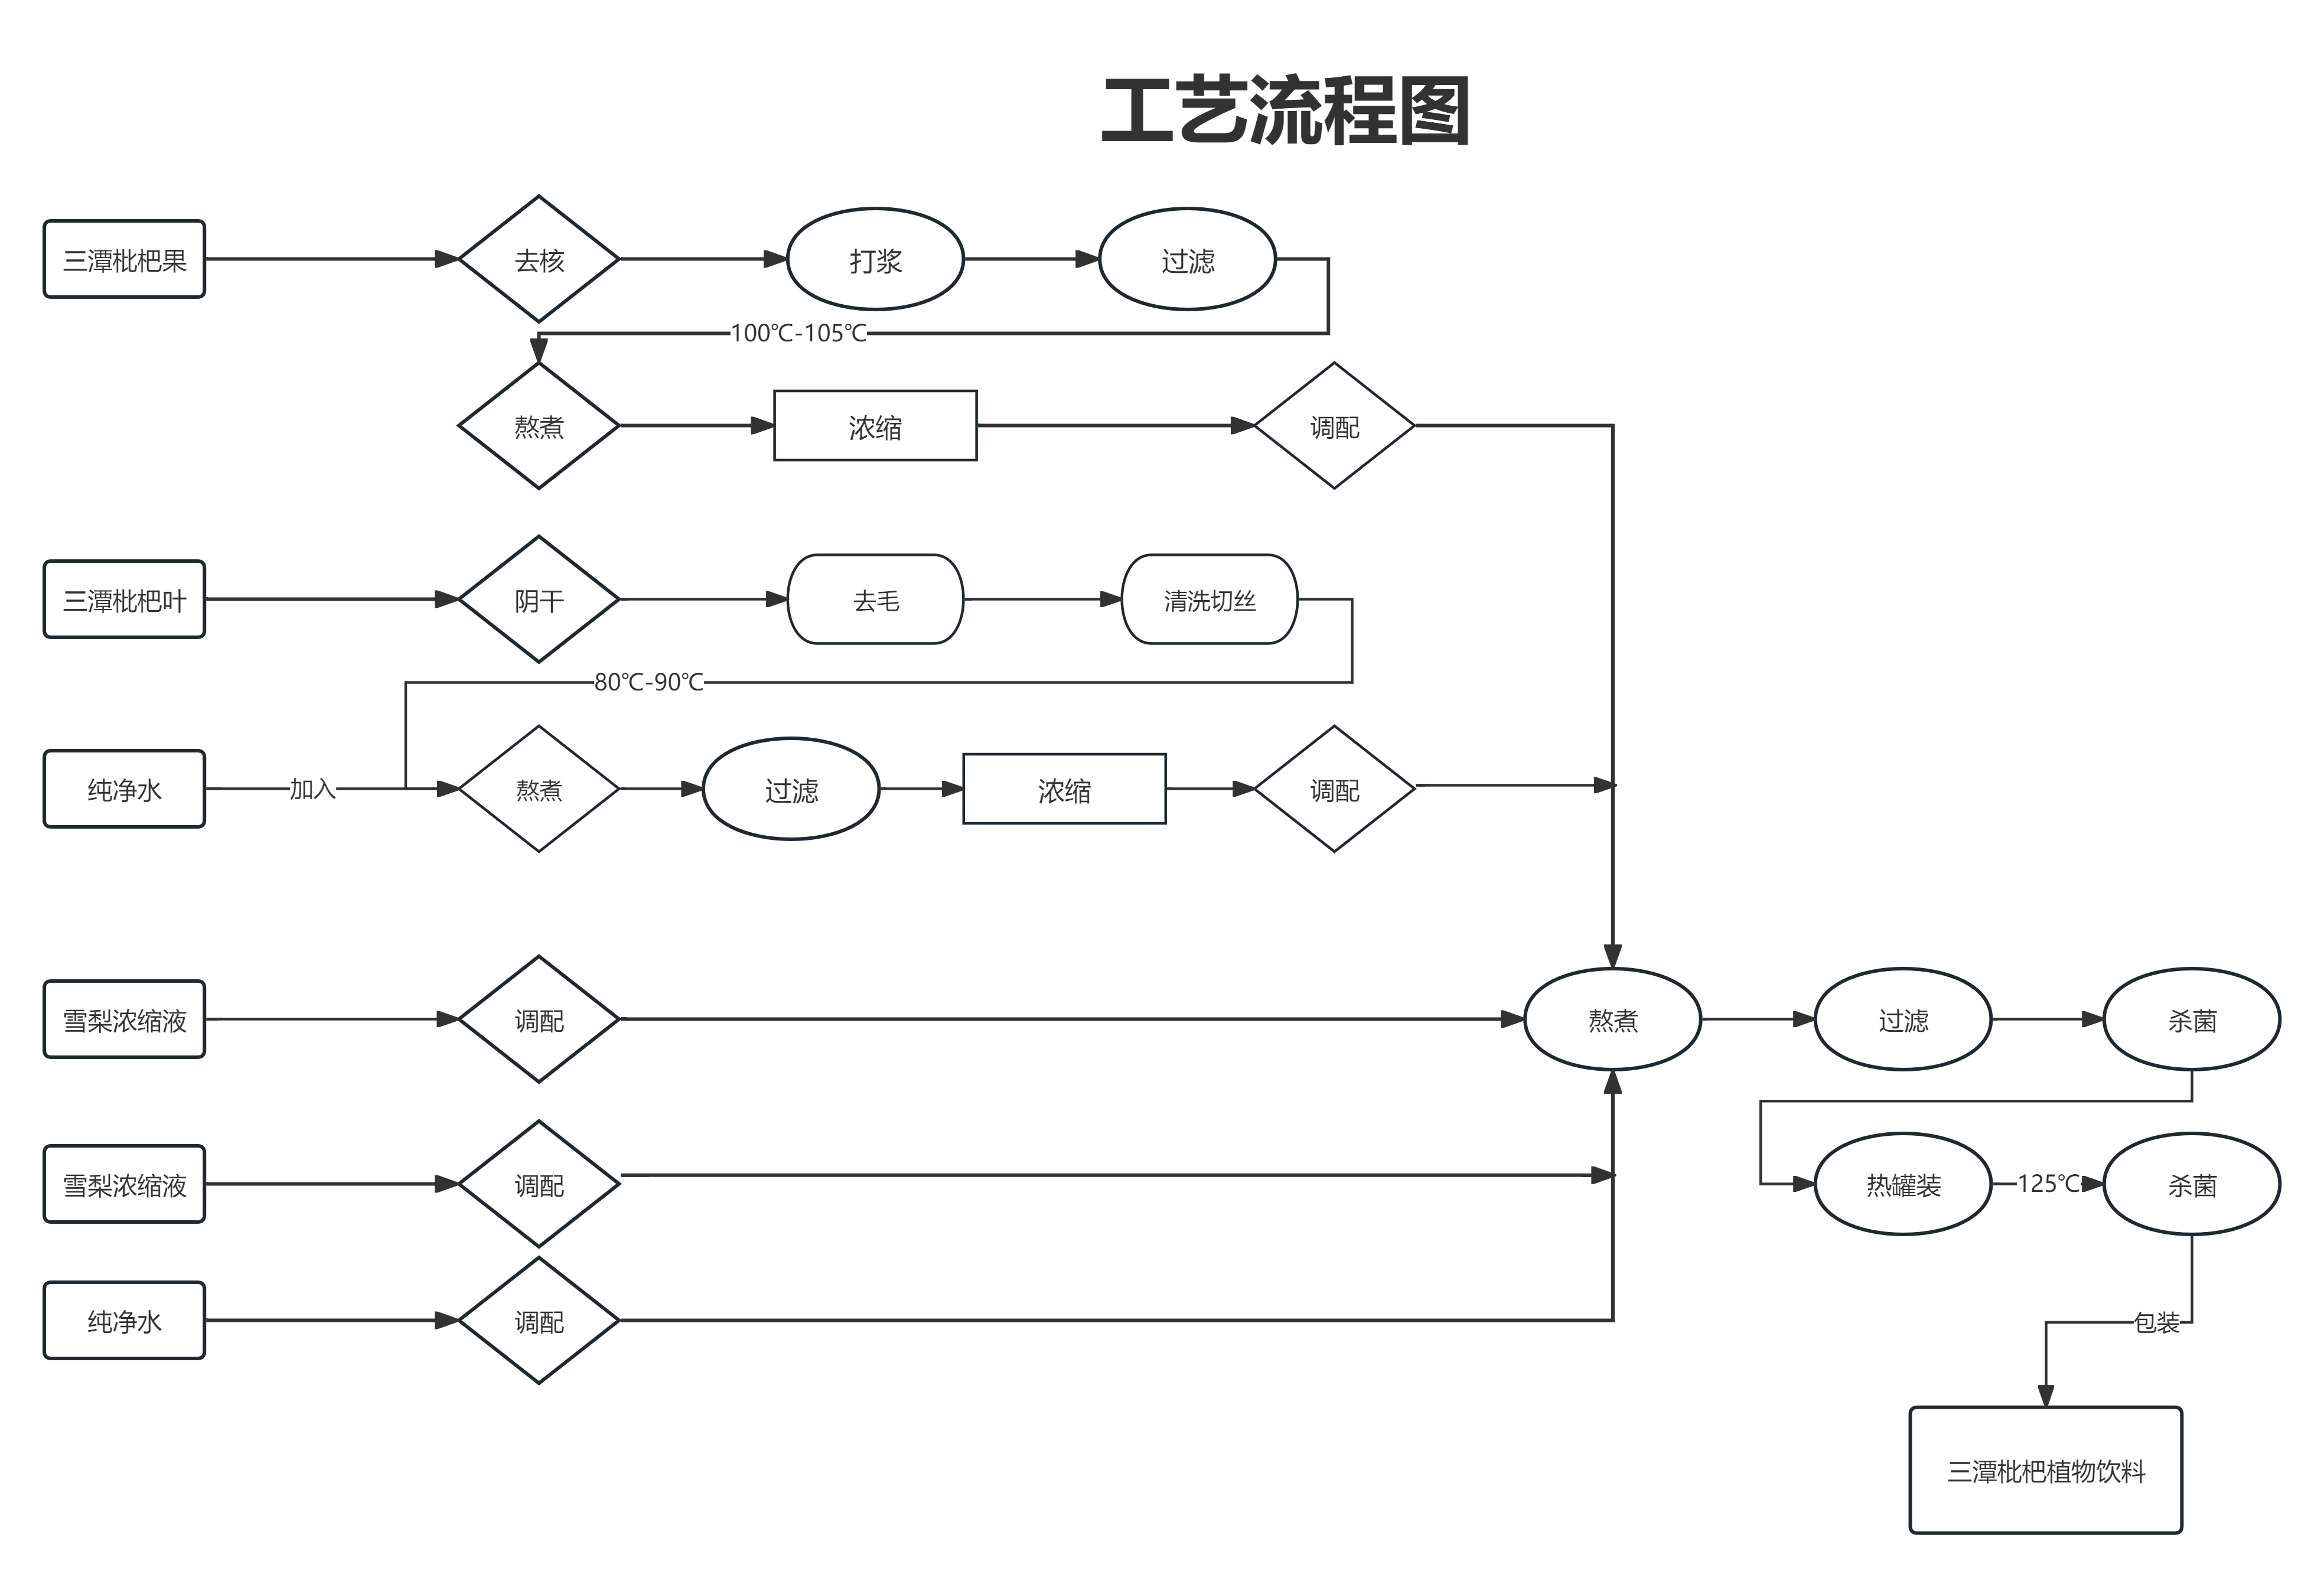 工艺流程图
三潭枇杷果
去核
打浆
过滤
100℃-105℃
熬煮
浓缩
调配
三潭枇杷叶
阴干
去毛
清洗切丝
80℃-90℃
纯净水
加入
熬煮
过滤
浓缩
调配
雪梨浓缩液
调配
熬煮
过滤
杀菌
雪梨浓缩液
调配
热罐装
125℃
杀菌
纯净水
调配
包装
三潭枇杷植物饮料